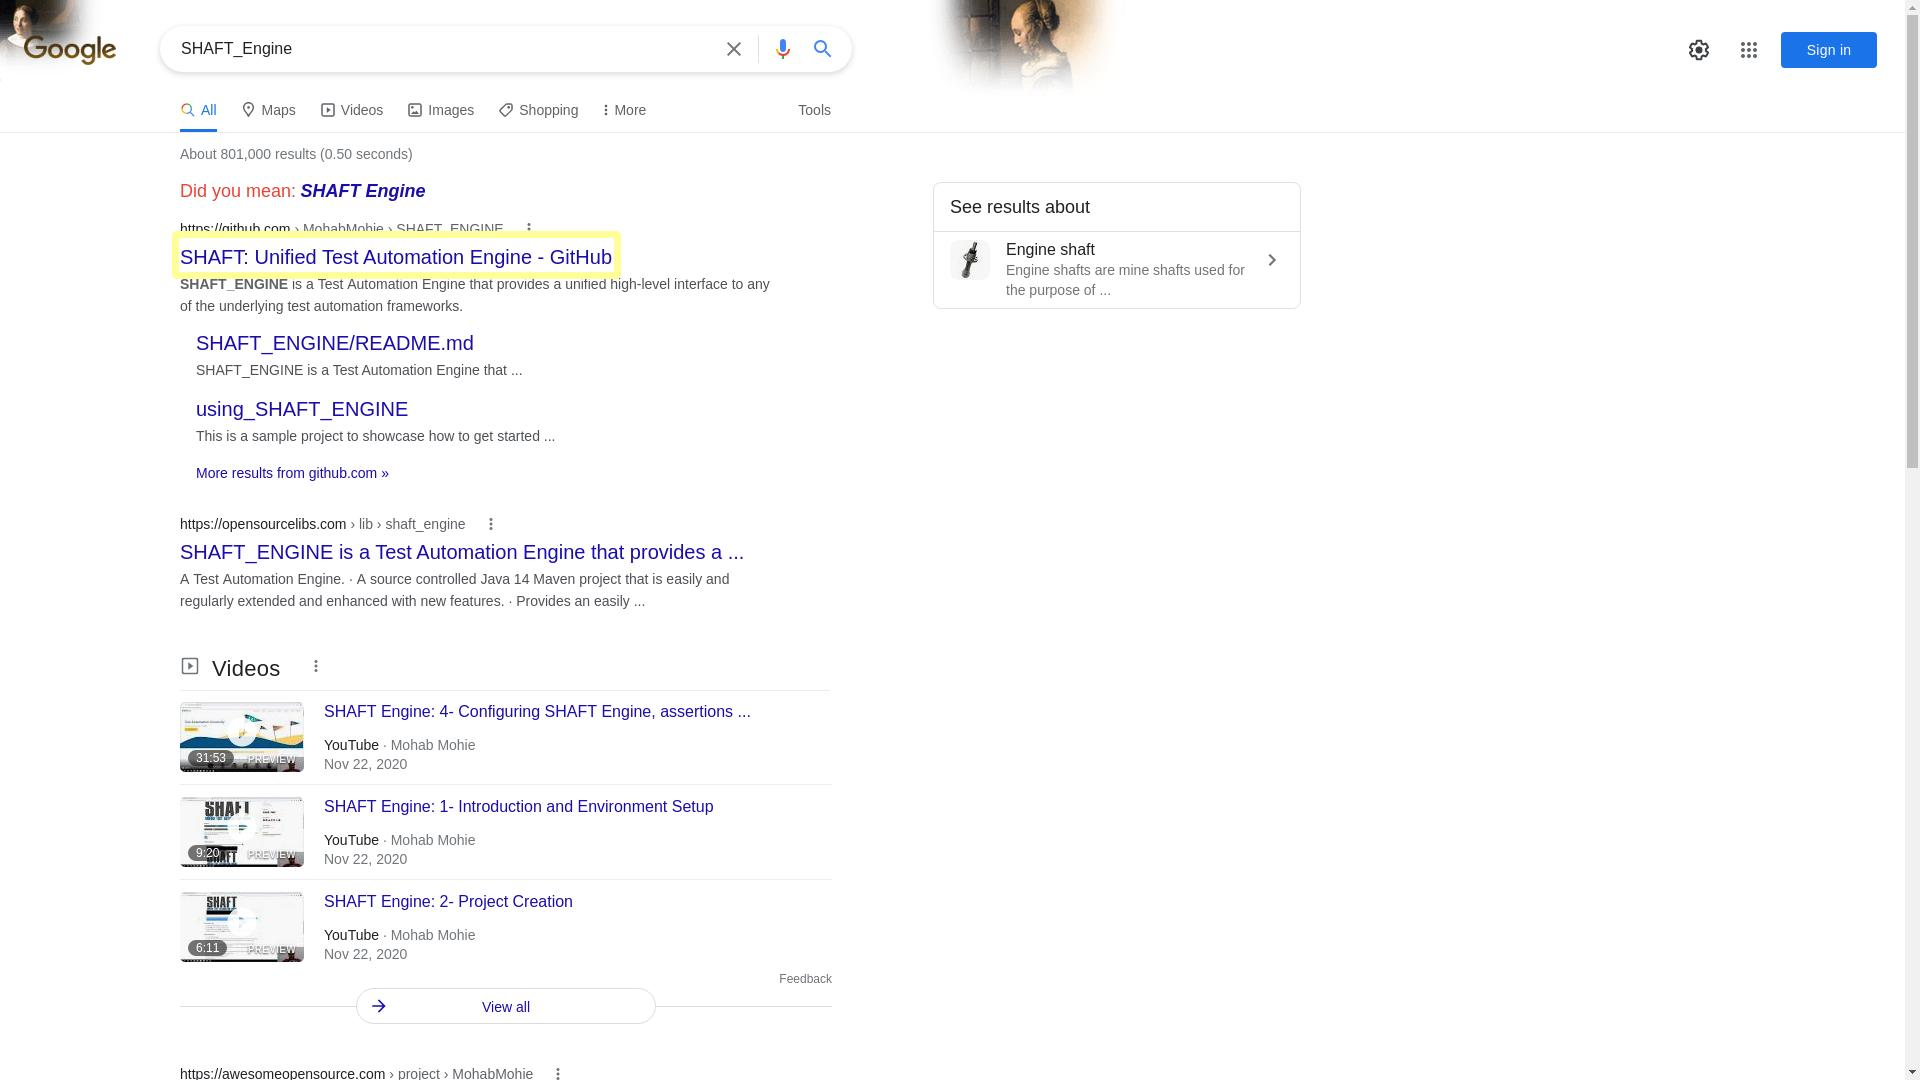 Google
SHAFT_Engine
Sign in
All
Maps
Videos
Images
Shopping
More
Tools
About 801,000 results (0.50 seconds)
Did you mean: SHAFT Engine
https://github.com › MohabMohie › SHAFT_ENGINE
SHAFT: Unified Test Automation Engine - GitHub
SHAFT_ENGINE is a Test Automation Engine that provides a unified high-level interface to any
of the underlying test automation frameworks.
SHAFT_ENGINE/README.md
SHAFT_ENGINE is a Test Automation Engine that ...
using_SHAFT_ENGINE
This is a sample project to showcase how to get started ...
More results from github.com »
https://opensourcelibs.com › lib › shaft_engine
SHAFT_ENGINE is a Test Automation Engine that provides a ...
A Test Automation Engine. · A source controlled Java 14 Maven project that is easily and
regularly extended and enhanced with new features. · Provides an easily ...
Videos
31:53
PREVIEW
SHAFT Engine: 4- Configuring SHAFT Engine, assertions ...
YouTube · Mohab Mohie
Nov 22, 2020
SHAFT
9:20
PREVIEW
SHAFT Engine: 1- Introduction and Environment Setup
YouTube · Mohab Mohie
Nov 22, 2020
SHAFT
6:11
PREVIEW
SHAFT Engine: 2- Project Creation
YouTube · Mohab Mohie
Nov 22, 2020
Feedback
View all
https://awesomeopensource.com › project › MohabMohie
See results about
Engine shaft
Engine shafts are mine shafts used for
the purpose of ...